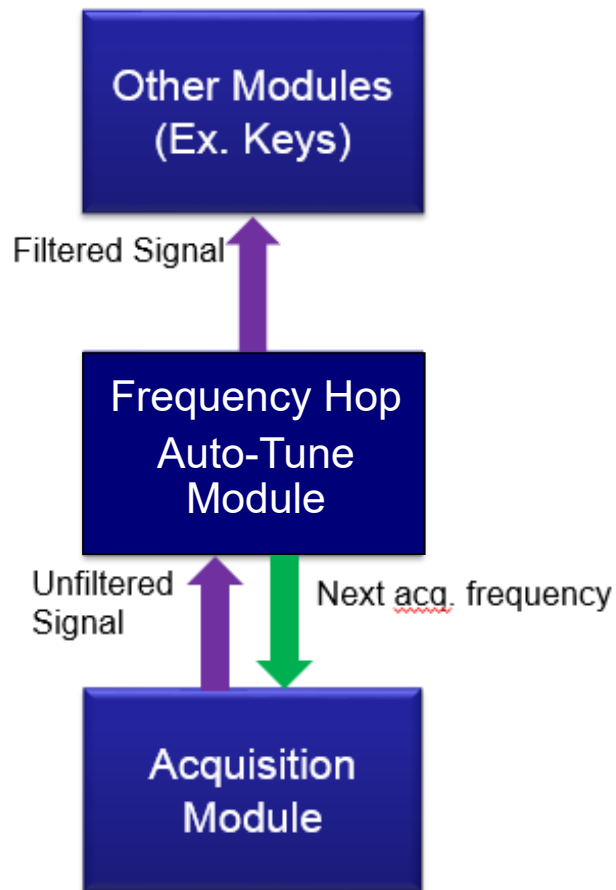 Other Modules
(Ex. Keys)
Filtered Signal
Frequency Hop
Auto-Tune
Module
Unfiltered
Signal
Next acq. frequency
Acquisition
Module